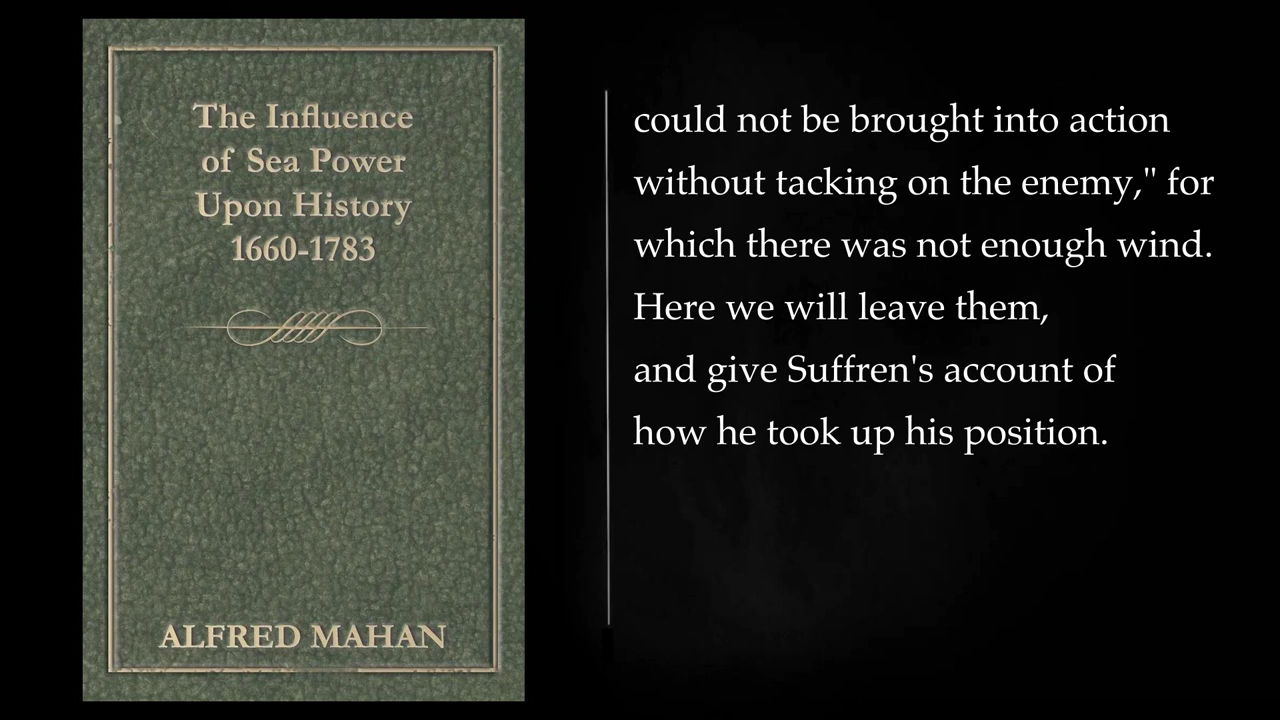 The Influence
of Sea Power
Upon History
1660-1783
ALFRED MAHAN
could not be brought into action
without tacking on the enemy," for
which there was not enough wind.
Here we will leave them,
and give Suffren's account of
how he took up his position.